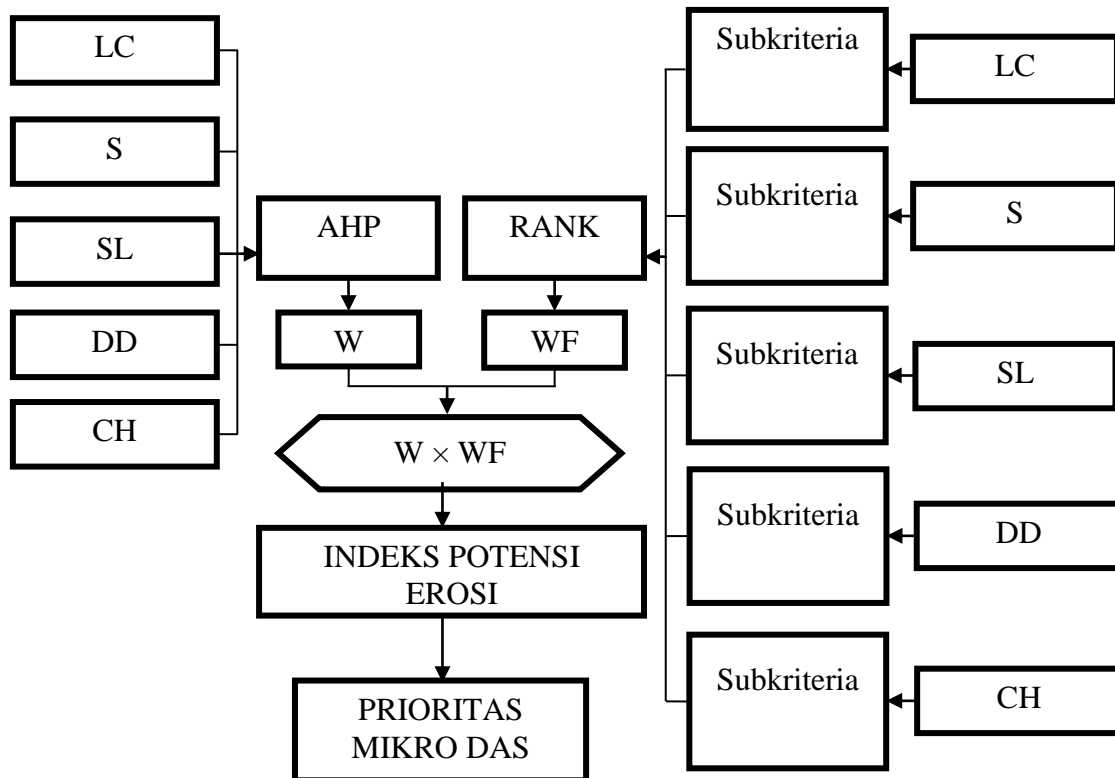 LC
S
SL
DD
CH
AHP
W
RANK
WF
W × WF
INDEKS POTENSI
EROSI
PRIORITAS
MIKRO DAS
Subkriteria
LC
Subkriteria
S
Subkriteria
SL
Subkriteria
DD
Subkriteria
CH